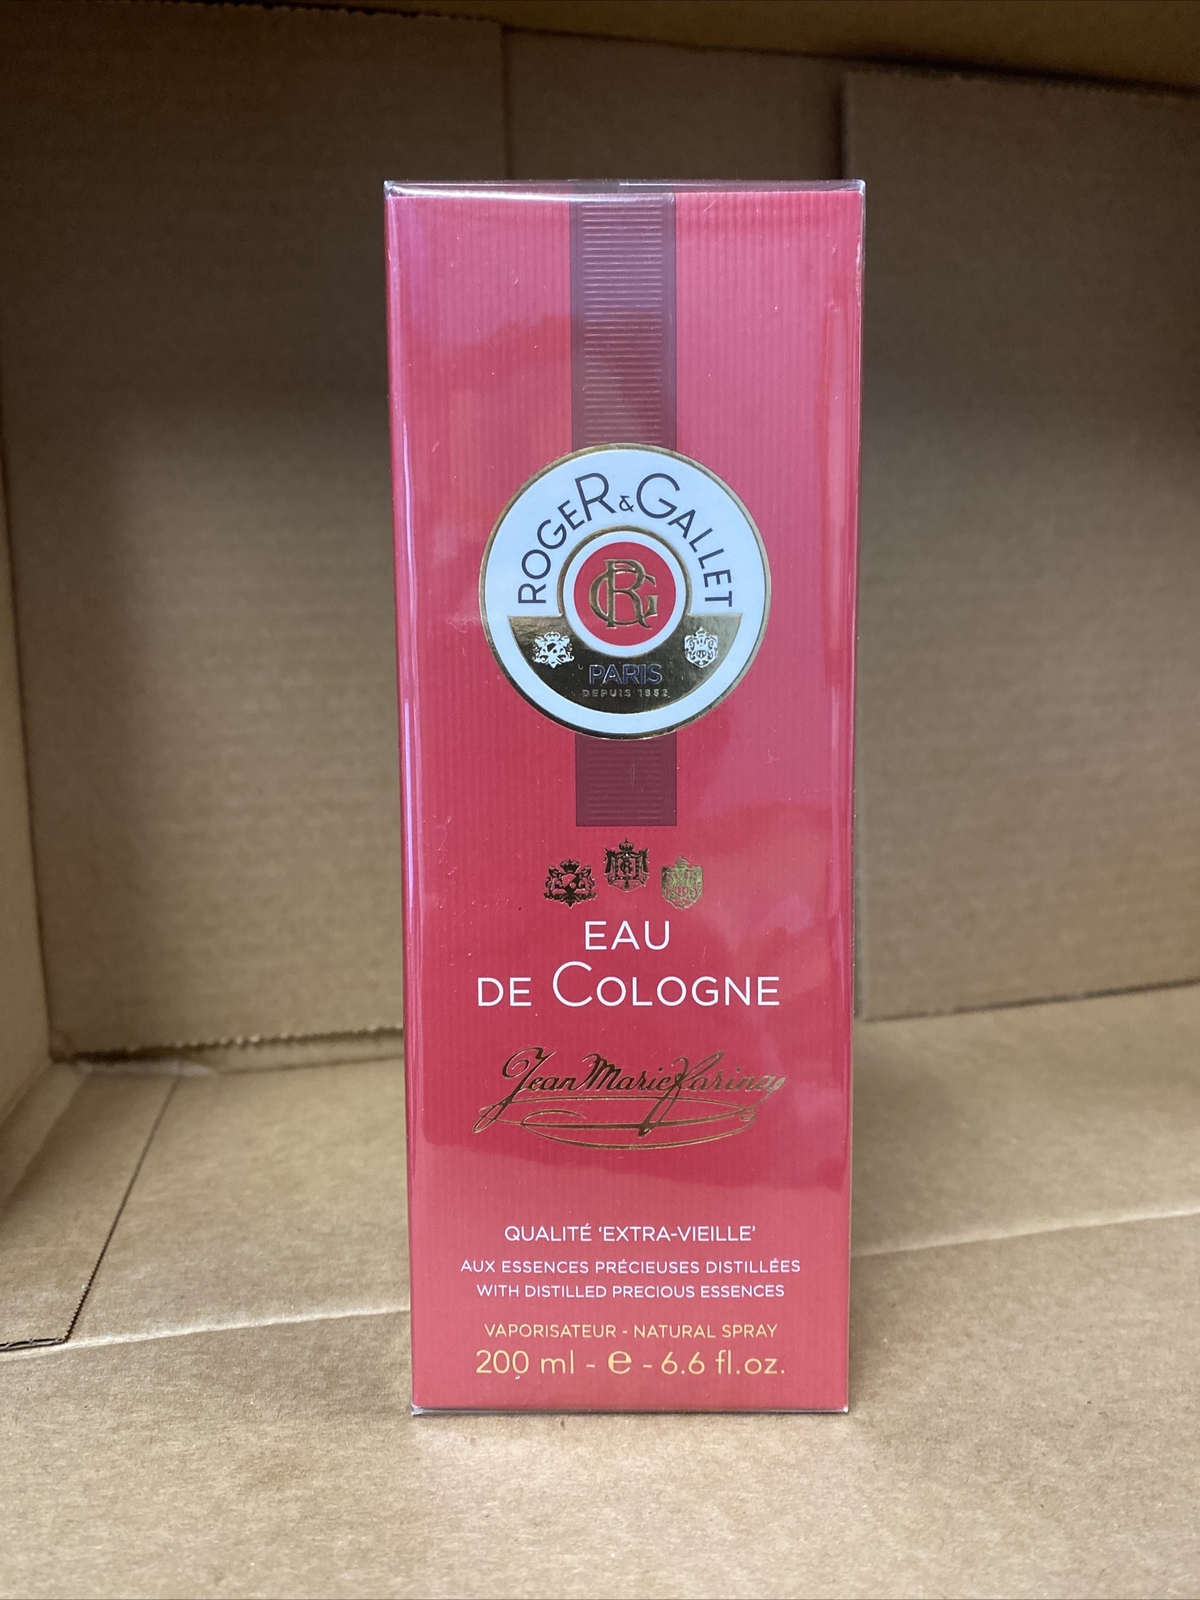 ROGER & GALLET
RG
PARIS
DEPUIS 1862
EAU
DE COLOGNE
Jean Marie Farina
QUALITÉ ‘EXTRA-VIEILLE’
AUX ESSENCES PRÉCIEUSES DISTILLÉES
WITH DISTILLED PRECIOUS ESSENCES
VAPORISATEUR - NATURAL SPRAY
200 ml - e - 6.6 fl.oz.